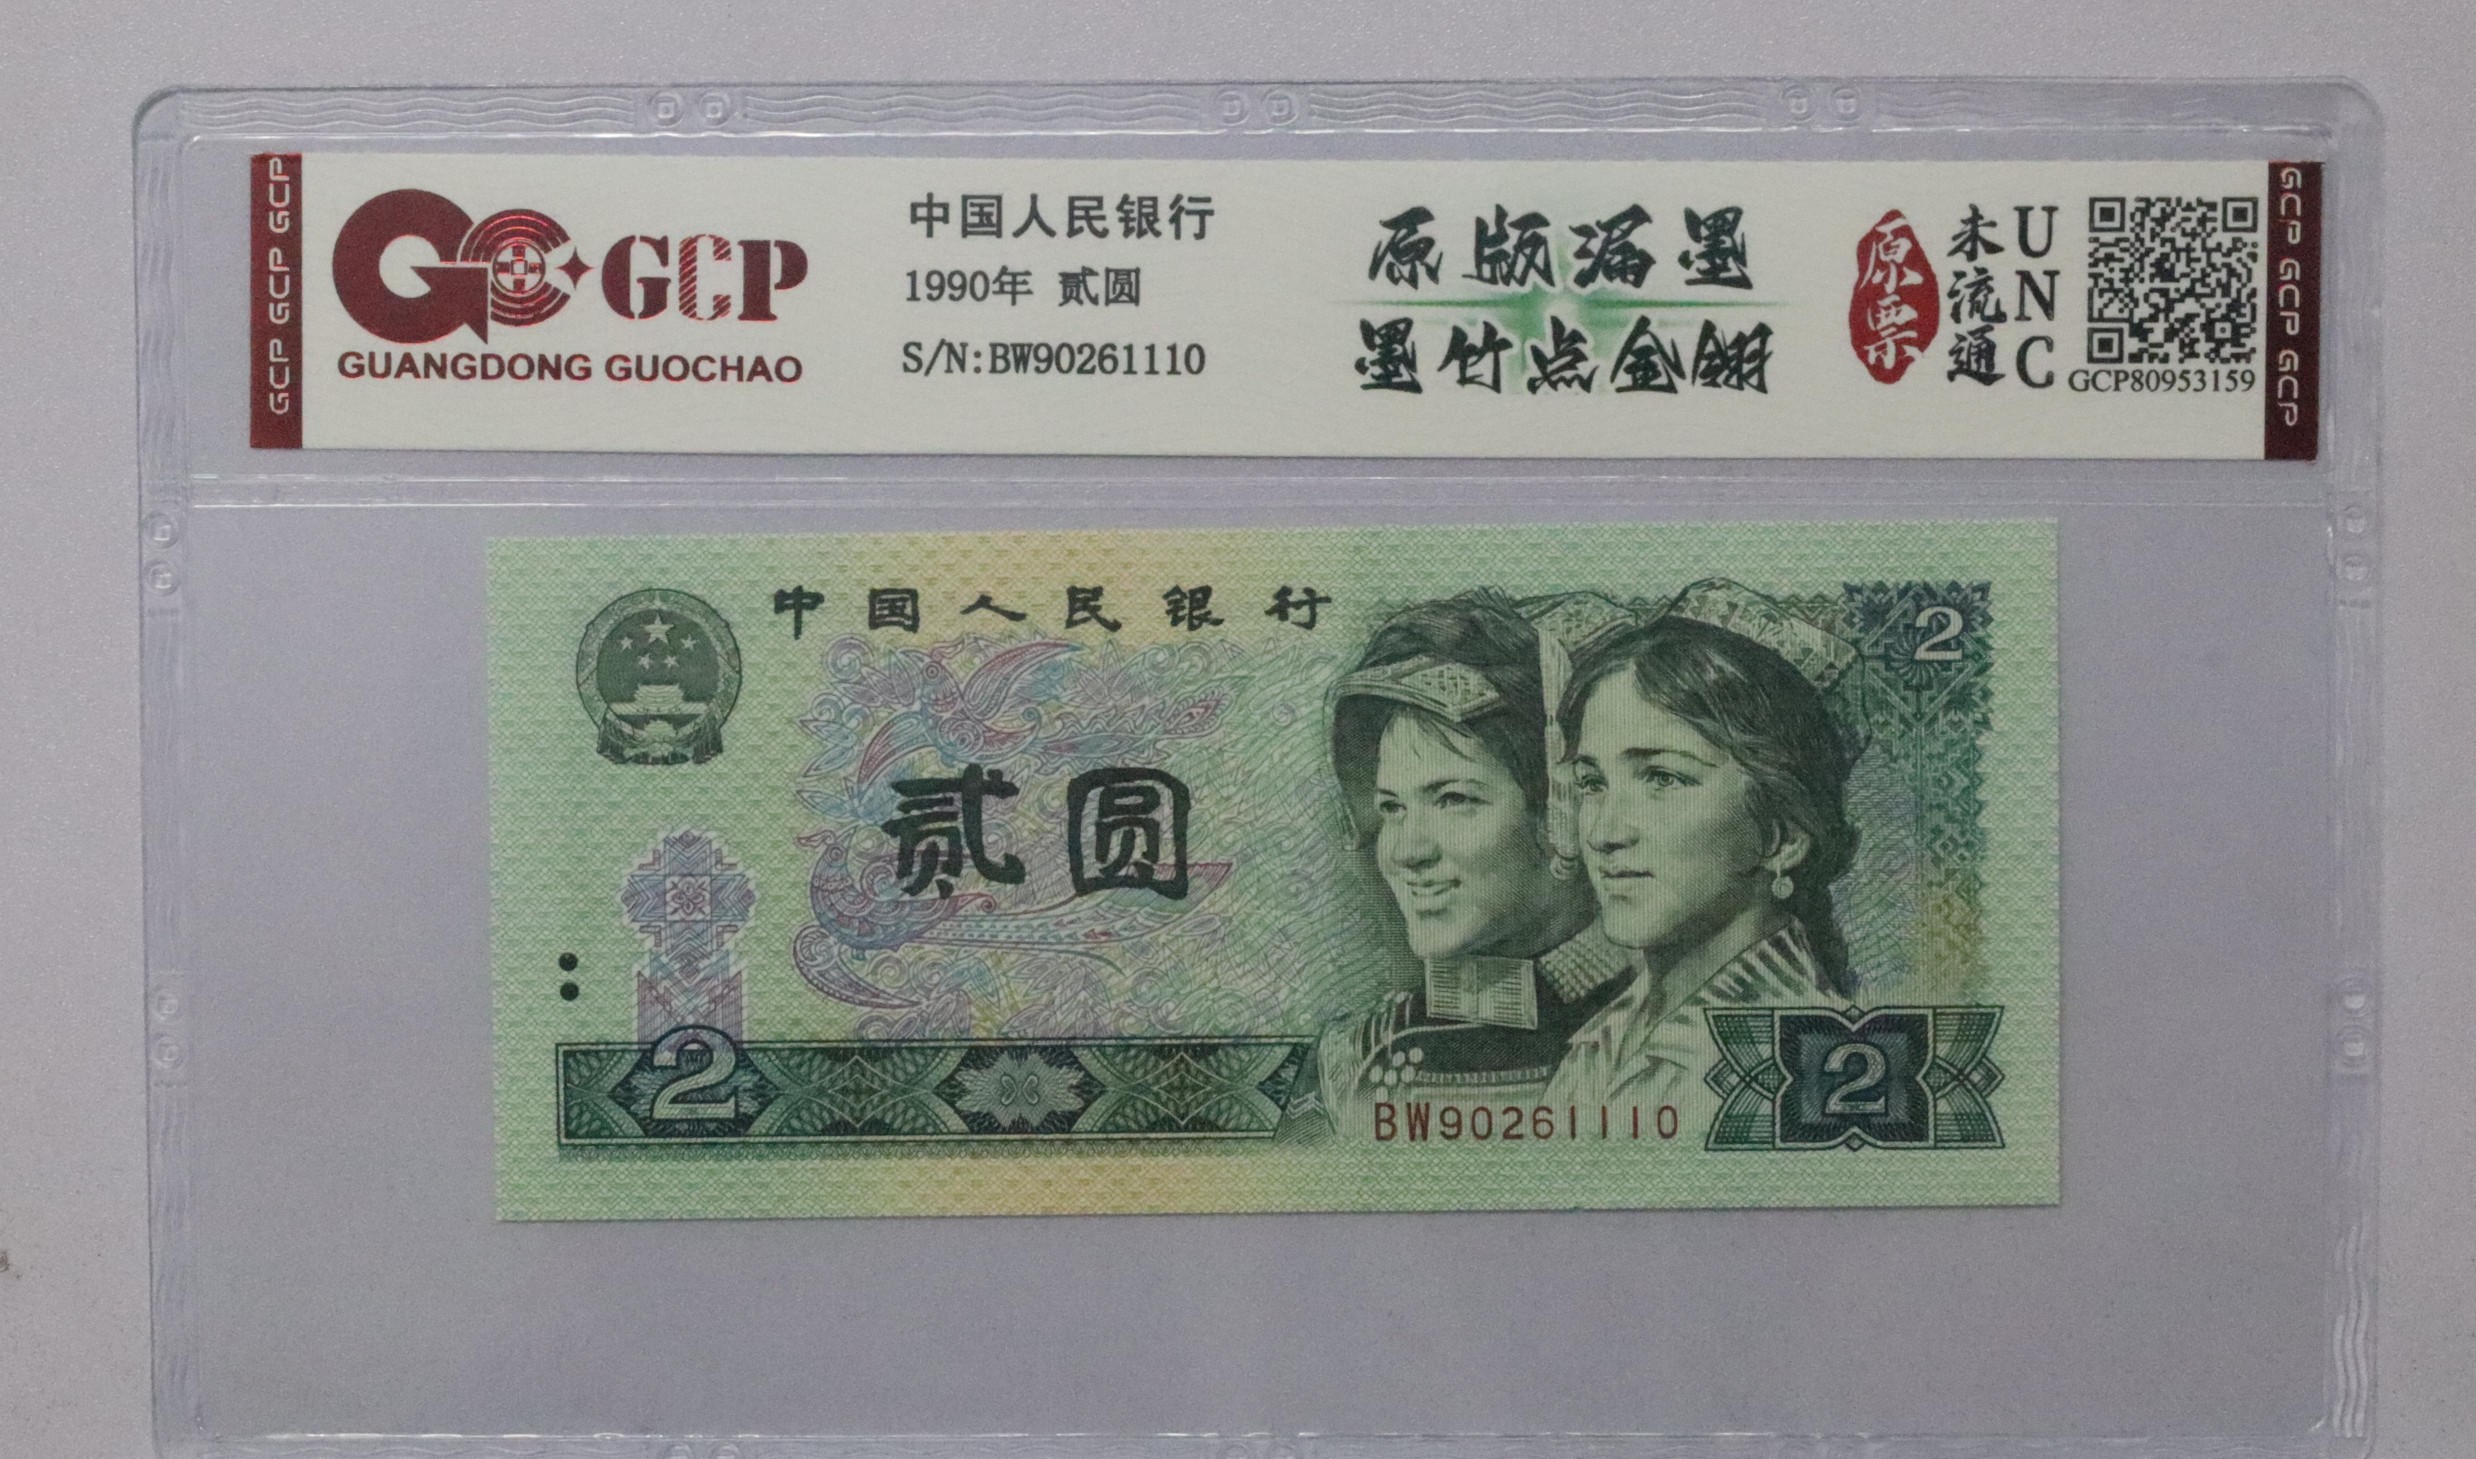 GCP GCP GCP
GCP
GUANGDONG GUOCHAO
中国人民银行
1990年 贰圆
S/N:BW90261110
原版漏墨
墨竹点金翅
原票
未流通
UNC
GCP80953159
GCP GCP GCP
中国人民银行
2
贰圆
2
BW90261110
2